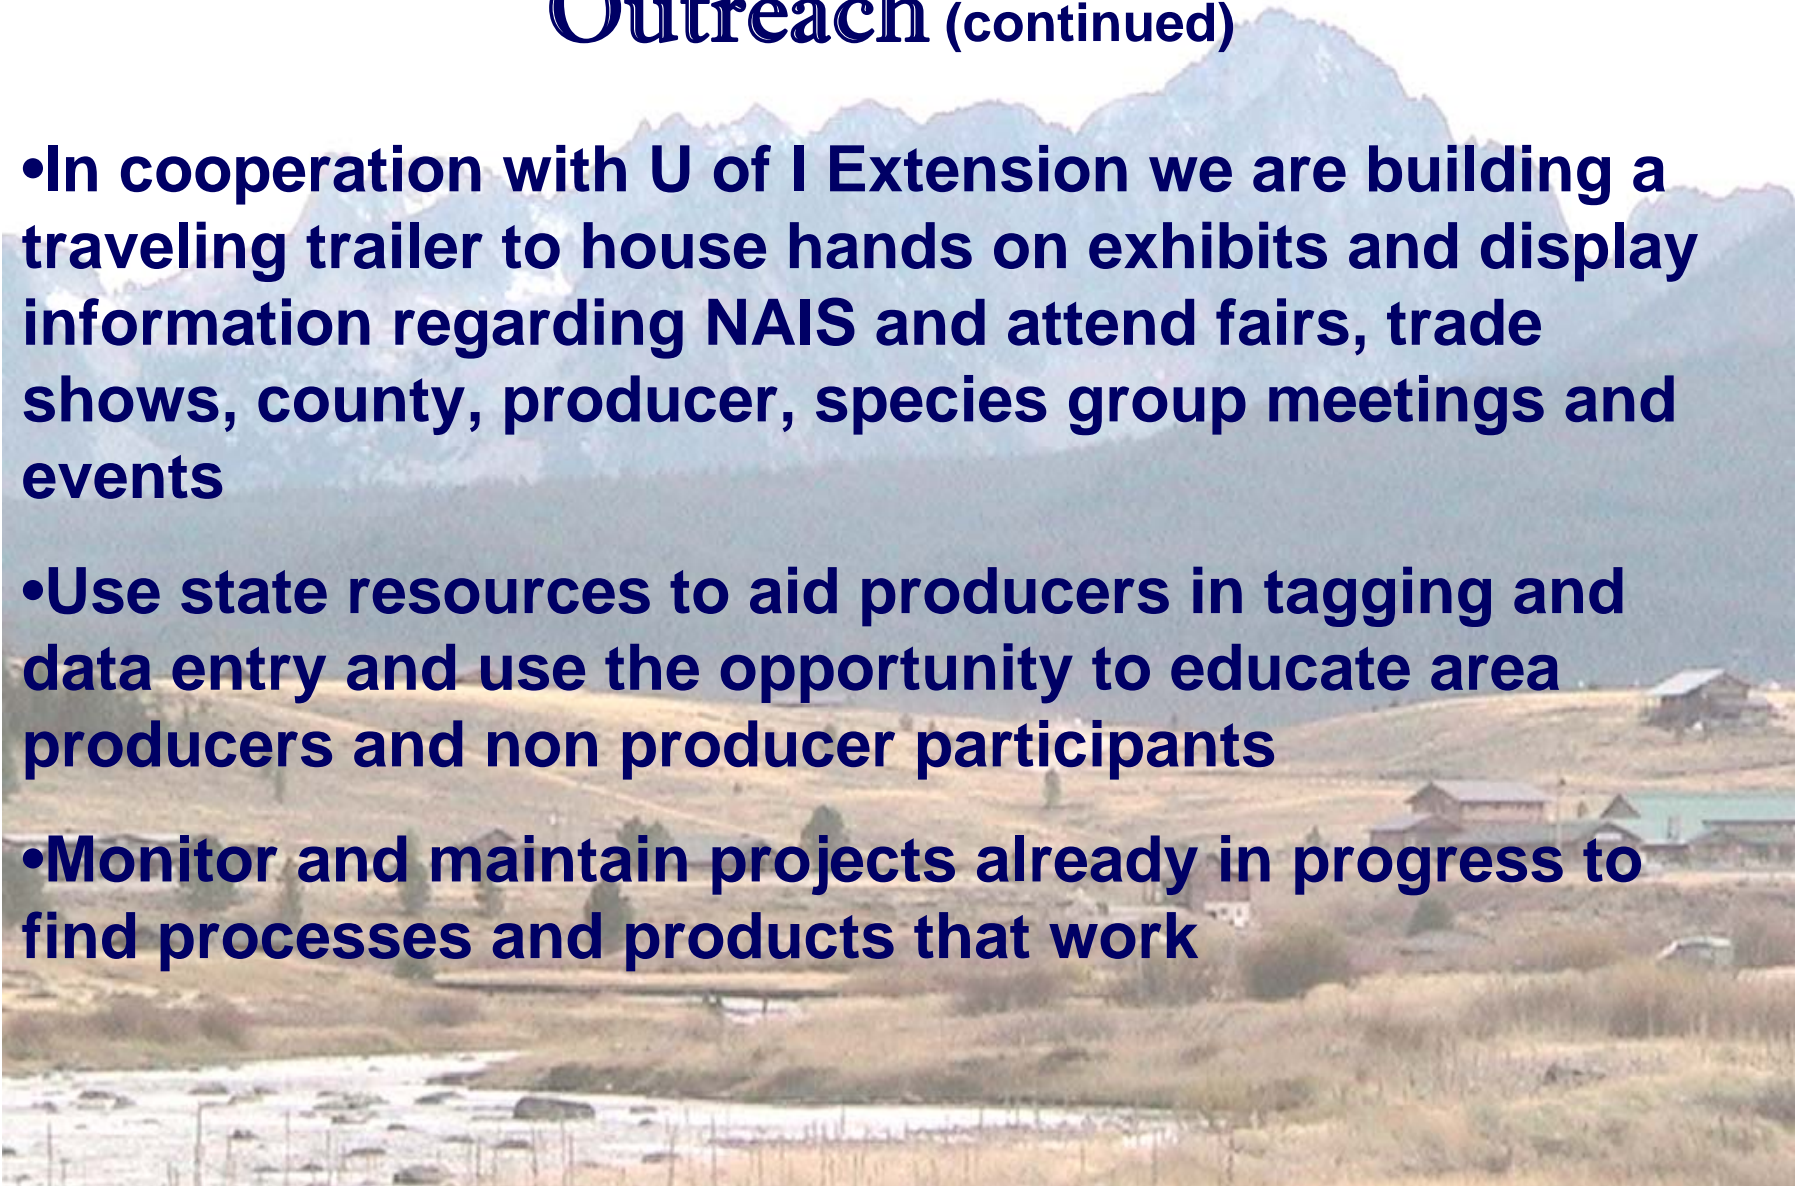 Outreach (continued)
•In cooperation with U of I Extension we are building a
traveling trailer to house hands on exhibits and display
information regarding NAIS and attend fairs, trade
shows, county, producer, species group meetings and
events
•Use state resources to aid producers in tagging and
data entry and use the opportunity to educate area
producers and non producer participants
•Monitor and maintain projects already in progress to
find processes and products that work